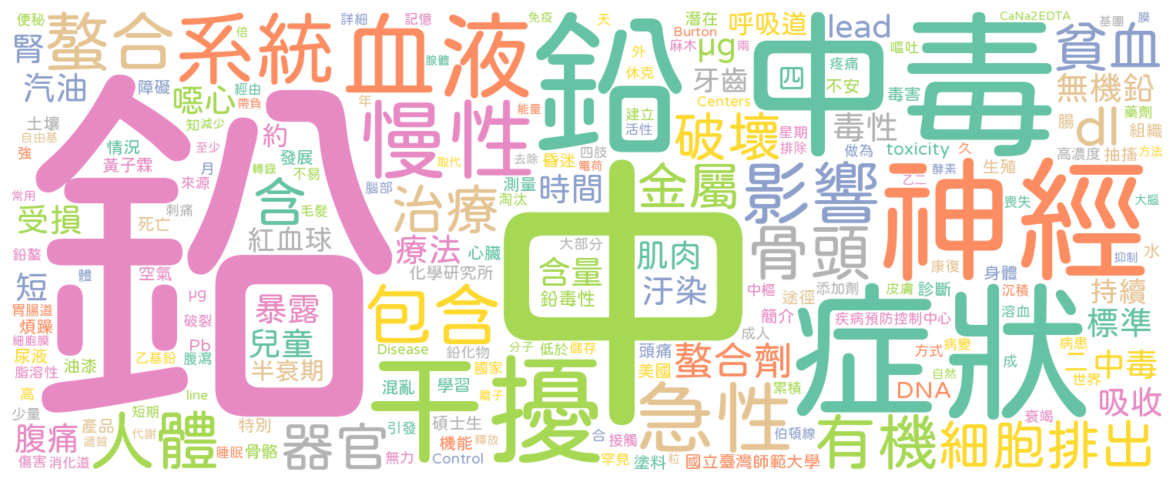 便秘 螯合 系統 血液 詳細 記憶 免疫 天 潛在 呼吸道 lead CaNa2EDTA 基團 膜
腎 倍 腺體 鉛 Burton 麻木 μg 兩 中毒 嘔吐 貧血
汽油 障礙 噁心 經由 帶負 慢性 年 能量 外 休克 牙齒 四 疼痛 不安 毒害 無機鉛 藥劑
土壤 知 減少 建立 活性 Centers 破壞 毒性 星期 排除 dl 腸 組織
自由基 強 至少 約 情況 黃子霖 月 發展 轉錄 去除 昏迷 四肢 做為 toxicity 久 高濃度 抽搐 方法
常用 來源 不易 腦部 取代 電荷 測量 淘汰 時間 金屬 影響 酵素 乙二 生殖 神經 喪失 大腦
鉛 受損 死亡 刺痛 含 毛髮 紅血球 治療 療法 心臟 中 大部分 肌肉 骨頭 康復 身體 抑制 水
鉛螯 體 空氣 化學研究所 含量 鉛毒性 汙染 添加劑 中樞 途徑 皮膚 診斷 沉積 持續
短 胃腸道 煩躁 μg 破裂 暴露 包含 簡介 成人 疾病預防控制中心 溶血 標準
細胞膜 尿液 Pb 乙基鉛 腹瀉 兒童 Disease 鉛化物 分子 低於 儲存 頭痛 美國 螯合劑 方式 病變 成 病患 二 中毒
脂溶性 油漆 半衰期 干擾 國家 混亂 學習 離子 急性 累積 症狀 自然 世界 DNA 吸收
高 少量 產品 短期 line 特別 碩士生 引發 合 伯頓線 衰竭
腹痛 遞質 代謝 人體 睡眠 骨骼 器官 機能 釋放 接觸 粒 有機 細胞 排出
傷害 消化道 無力 Control 罕見 塗料 國立臺灣師範大學